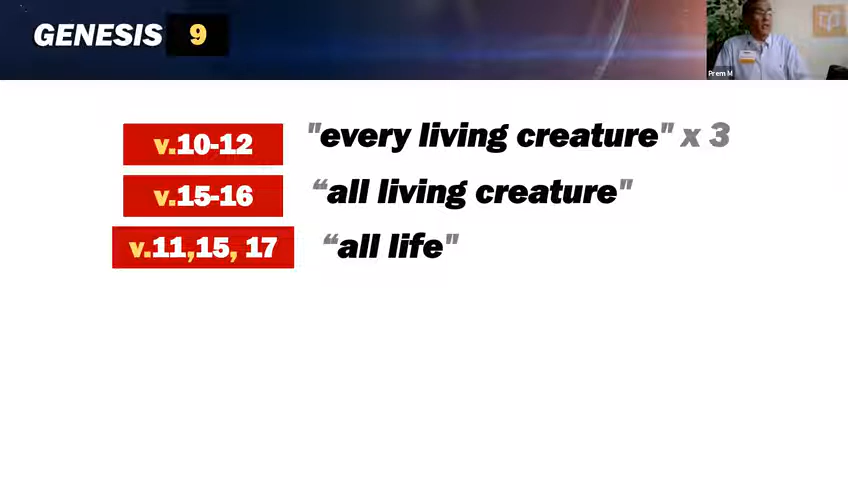 GENESIS 9
Prem M
v.10-12 "every living creature" x 3
v.15-16 “all living creature"
v.11,15, 17 “all life"